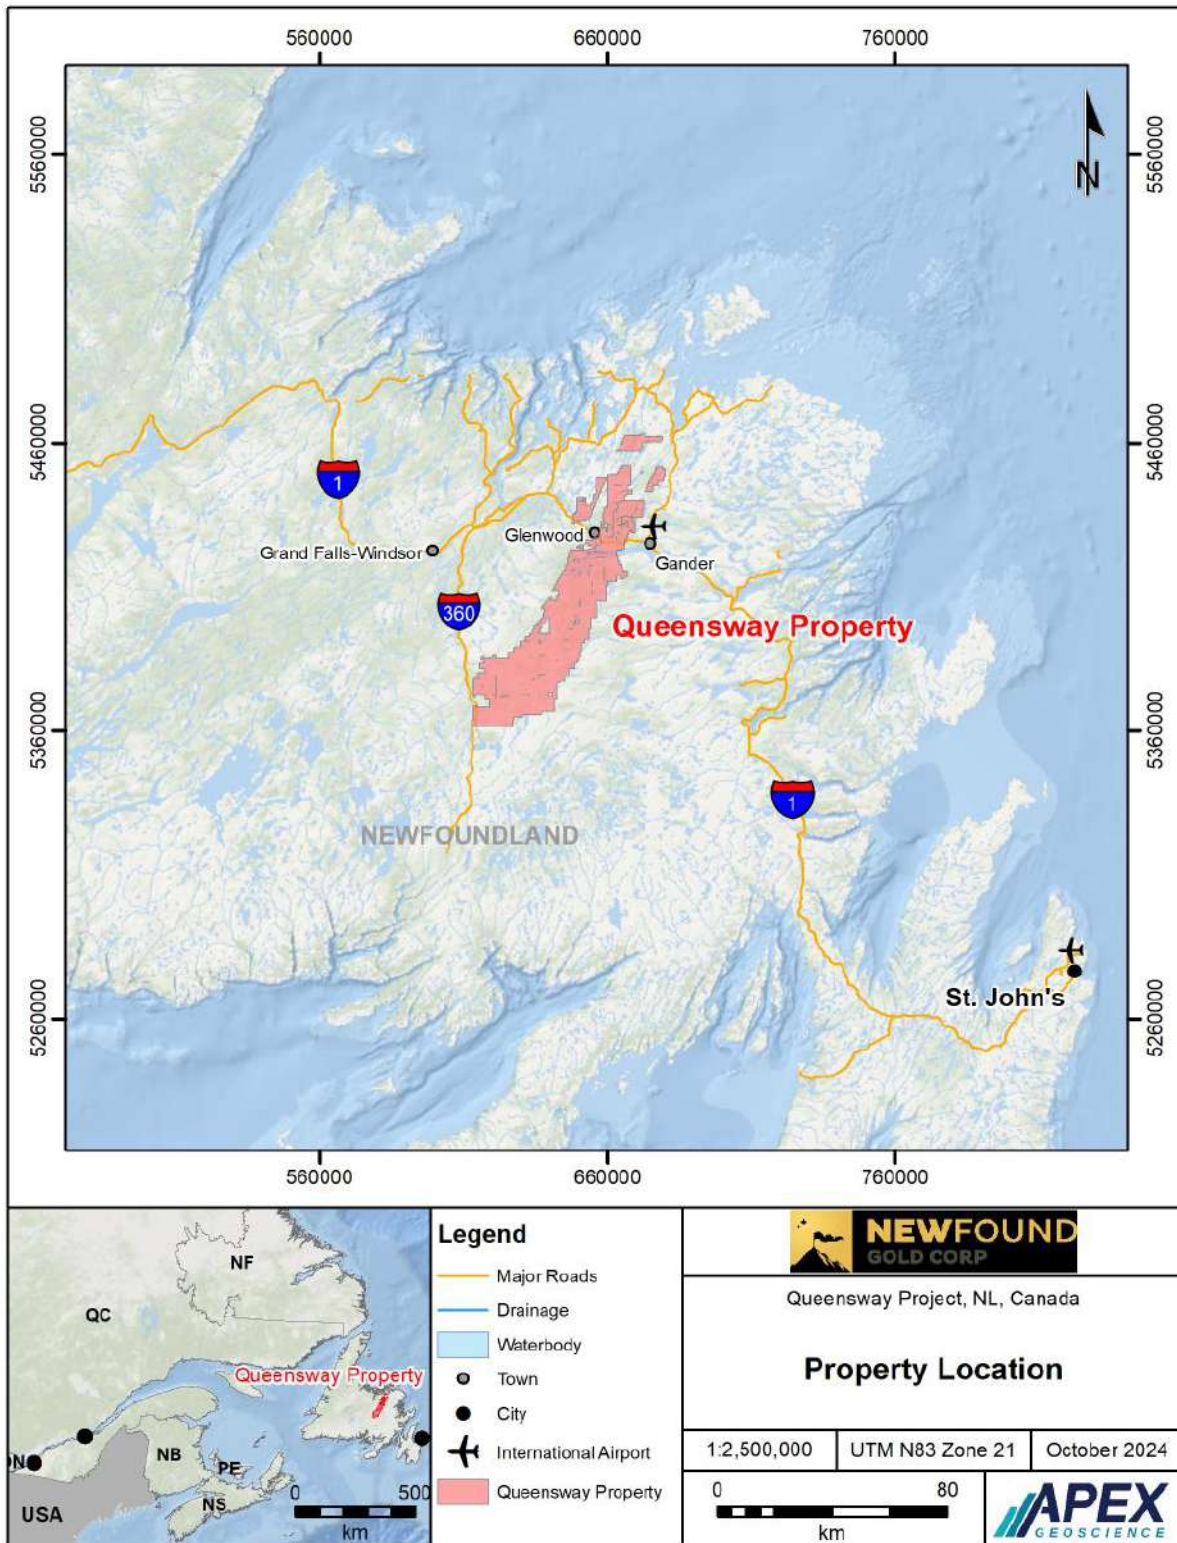 560000
660000
760000
5560000
5560000
N
5460000
5460000
1
Glenwood
Grand Falls-Windsor
Gander
360
Queensway Property
5360000
5360000
1
NEWFOUNDLAND
St. John's
5260000
5260000
560000
660000
760000
NF
QC
Queensway Property
NB
PE
NS
USA
0
500
km
Legend
Major Roads
Drainage
Waterbody
Town
City
International Airport
Queensway Property
NEWFOUND
GOLD CORP
Queensway Project, NL, Canada
Property Location
1:2,500,000
UTM N83 Zone 21
October 2024
0
80
km
APEX
GEOSCIENCE